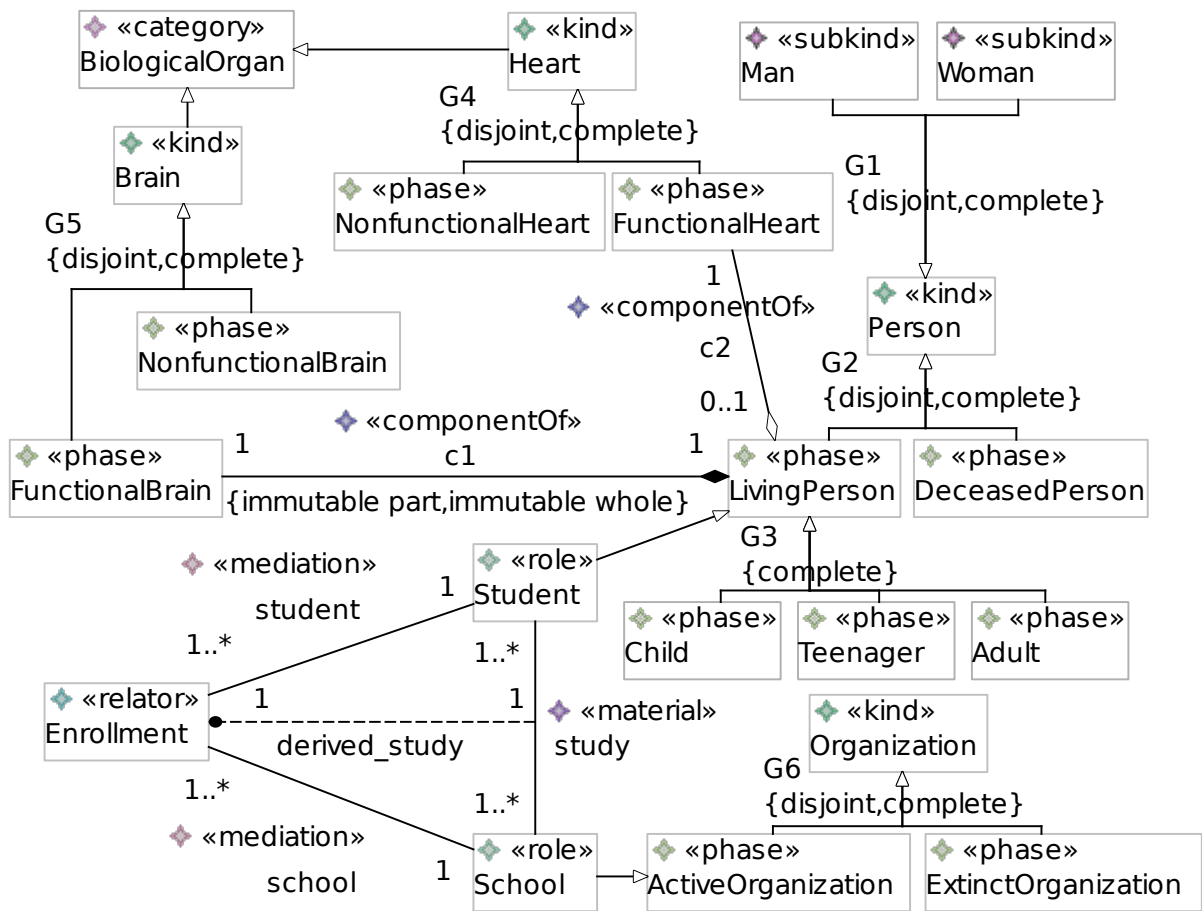 «category»
BiologicalOrgan
«kind»
Heart
«subkind»
Man
«subkind»
Woman
G4
{disjoint,complete}
«kind»
Brain
G1
{disjoint,complete}
«phase»
NonfunctionalHeart
«phase»
FunctionalHeart
G5
{disjoint,complete}
1
«componentOf»
c2
0..1
«kind»
Person
«phase»
NonfunctionalBrain
G2
{disjoint,complete}
«componentOf»
1
c1
1
{immutable part,immutable whole}
«phase»
FunctionalBrain
«phase»
LivingPerson
«phase»
DeceasedPerson
G3
{complete}
«mediation»
student
1
1..*
«role»
Student
«phase»
Child
«phase»
Teenager
«phase»
Adult
1..*
«relator»
Enrollment
1
1
derived_study
«material»
study
«kind»
Organization
G6
{disjoint,complete}
1..*
1..*
«mediation»
school
1
«role»
School
«phase»
ActiveOrganization
«phase»
ExtinctOrganization